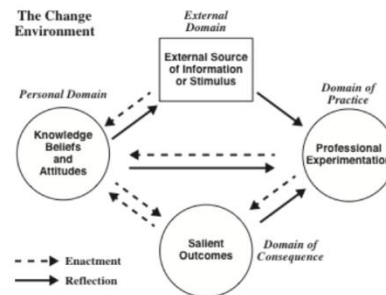 The Change
Environment
External
Domain
External Source
of Information
or Stimulus
Personal Domain
Knowledge
Beliefs
and
Attitudes
Domain of
Practice
Professional
Experimentation
Salient
Outcomes
Domain of
Consequence
Enactment
Reflection